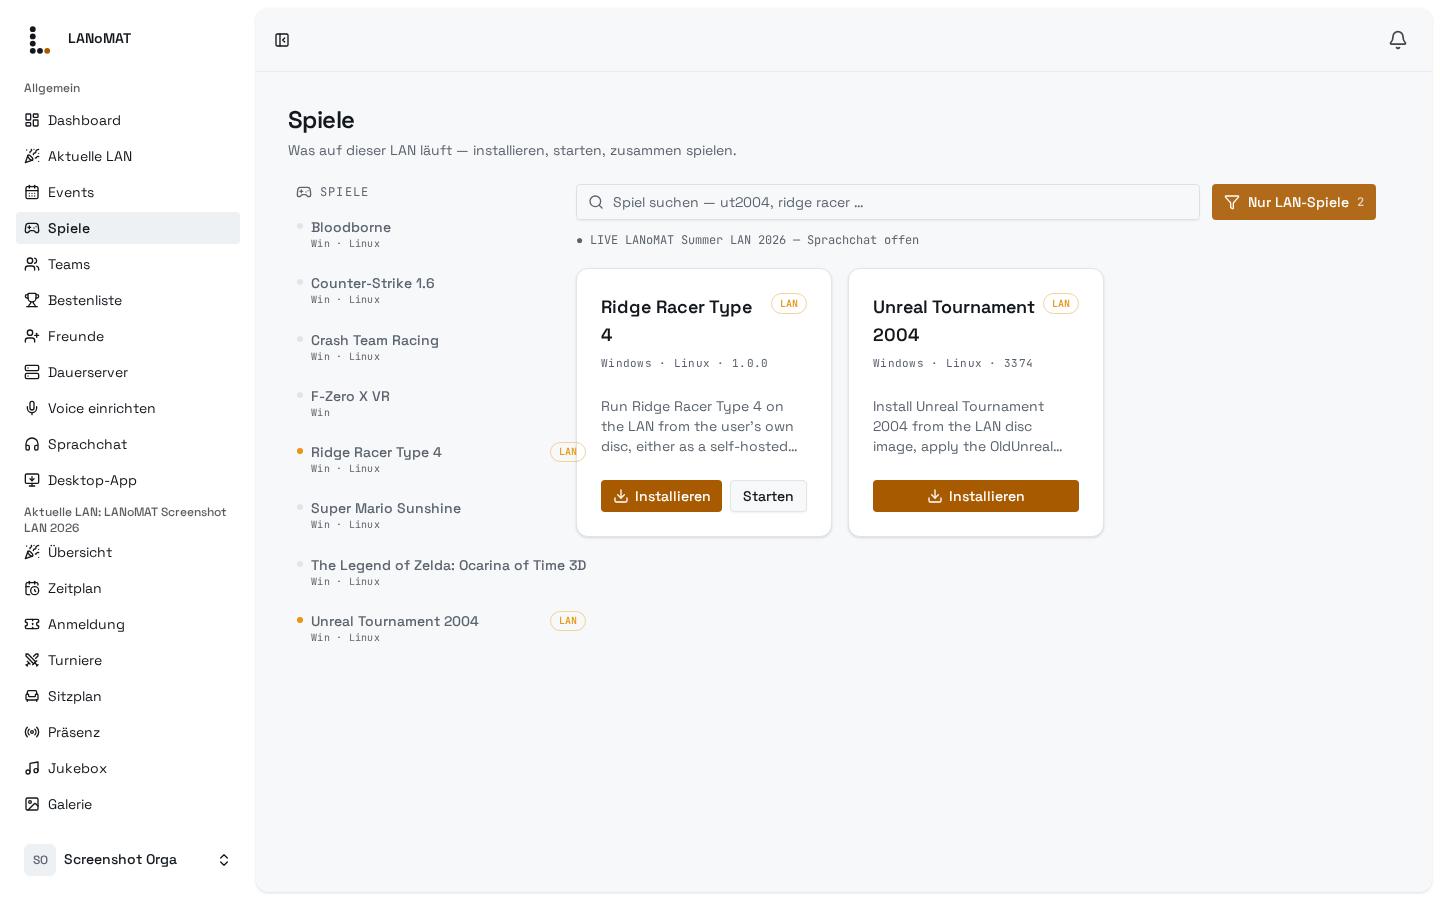 LANoMAT
Allgemein
Dashboard
Aktuelle LAN
Events
Spiele
Teams
Bestenliste
Freunde
Dauerserver
Voice einrichten
Sprachchat
Desktop-App
Aktuelle LAN: LANoMAT Screenshot
LAN 2026
Übersicht
Zeitplan
Anmeldung
Turniere
Sitzplan
Präsenz
Jukebox
Galerie
SO
Screenshot Orga
Spiele
Was auf dieser LAN läuft — installieren, starten, zusammen spielen.
SPIELE
Bloodborne
Win · Linux
Counter-Strike 1.6
Win · Linux
Crash Team Racing
Win · Linux
F-Zero X VR
Win
Ridge Racer Type 4
LAN
Win · Linux
Super Mario Sunshine
Win · Linux
The Legend of Zelda: Ocarina of Time 3D
Win · Linux
Unreal Tournament 2004
LAN
Win · Linux
Spiel suchen — ut2004, ridge racer …
Nur LAN-Spiele 2
● LIVE LANoMAT Summer LAN 2026 — Sprachchat offen
Ridge Racer Type
4
LAN
Windows · Linux · 1.0.0
Run Ridge Racer Type 4 on
the LAN from the user's own
disc, either as a self-hosted…
Installieren
Starten
Unreal Tournament
2004
LAN
Windows · Linux · 3374
Install Unreal Tournament
2004 from the LAN disc
image, apply the OldUnreal…
Installieren